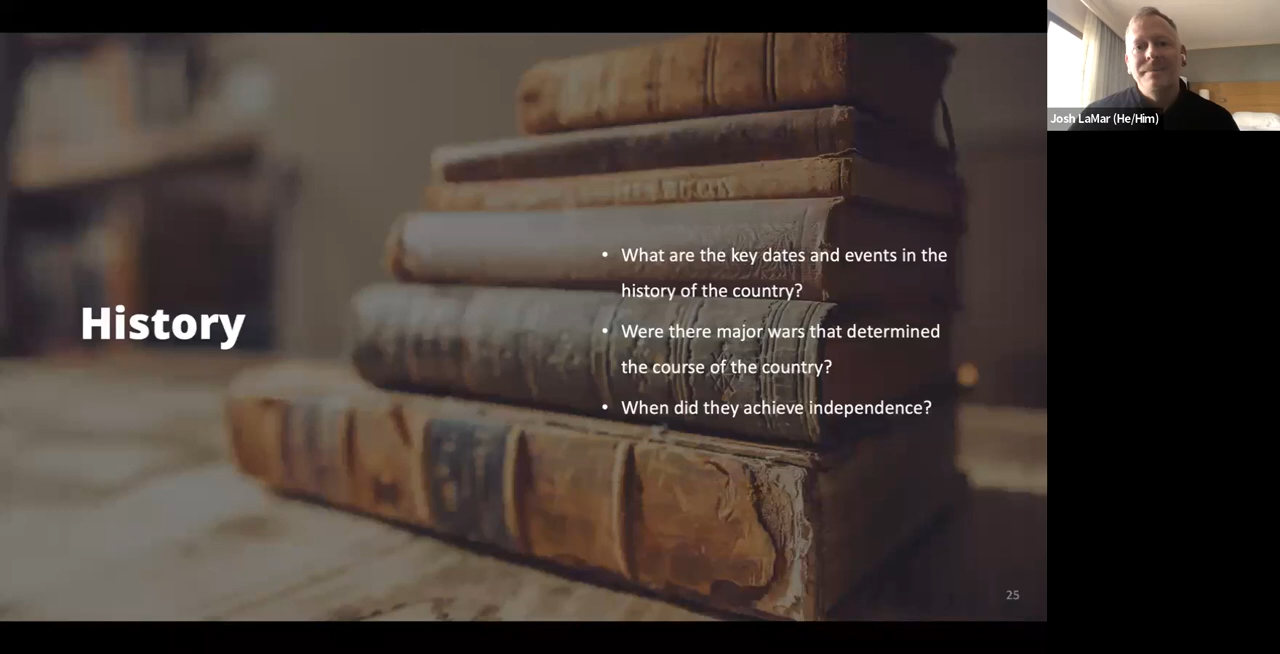 Josh LaMar (He/Him)
History
• What are the key dates and events in the
history of the country?
• Were there major wars that determined
the course of the country?
• When did they achieve independence?
25